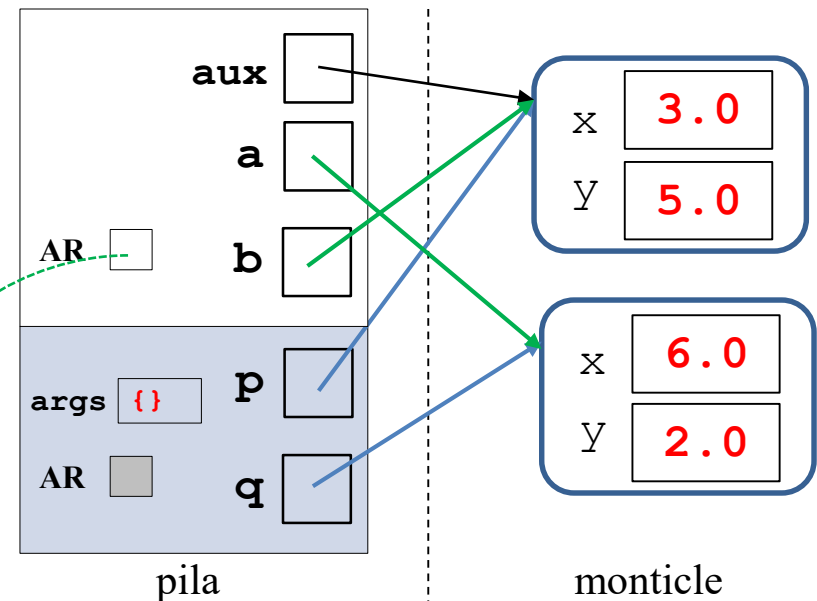 aux
a
AR b
args {} p
AR q
pila
x 3.0
y 5.0
x 6.0
y 2.0
monticle